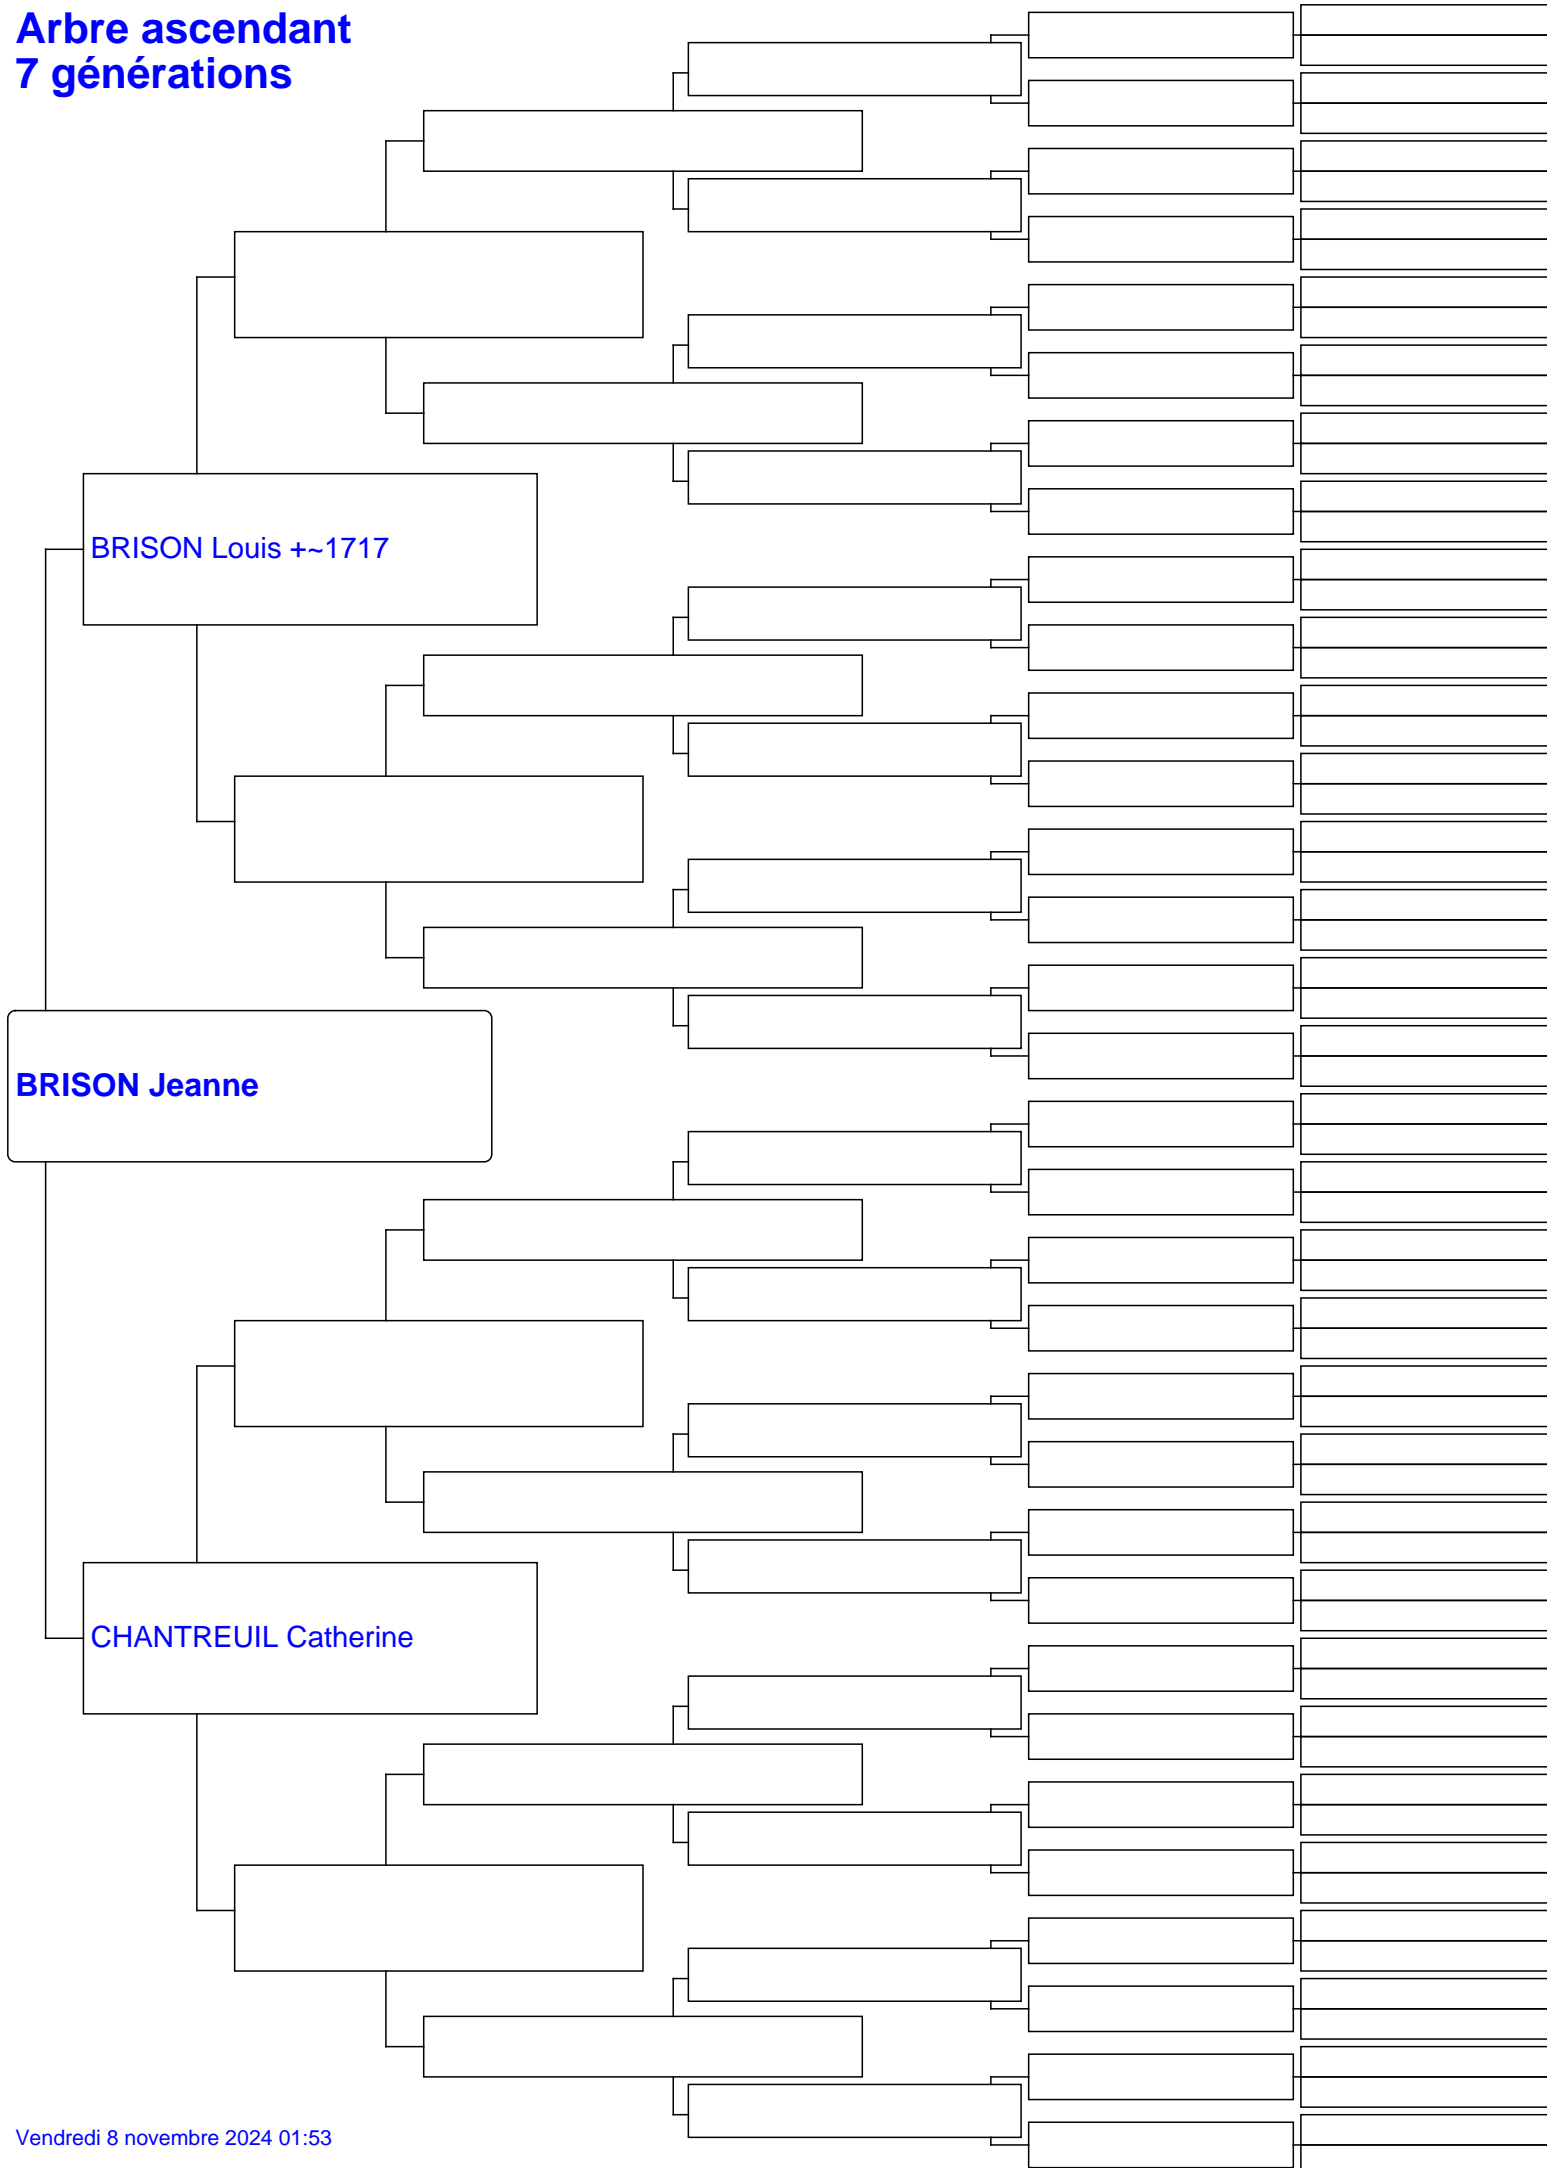 Arbre ascendant
7 générations
BRISON Louis +~1717
BRISON Jeanne
CHANTREUIL Catherine
Vendredi 8 novembre 2024 01:53